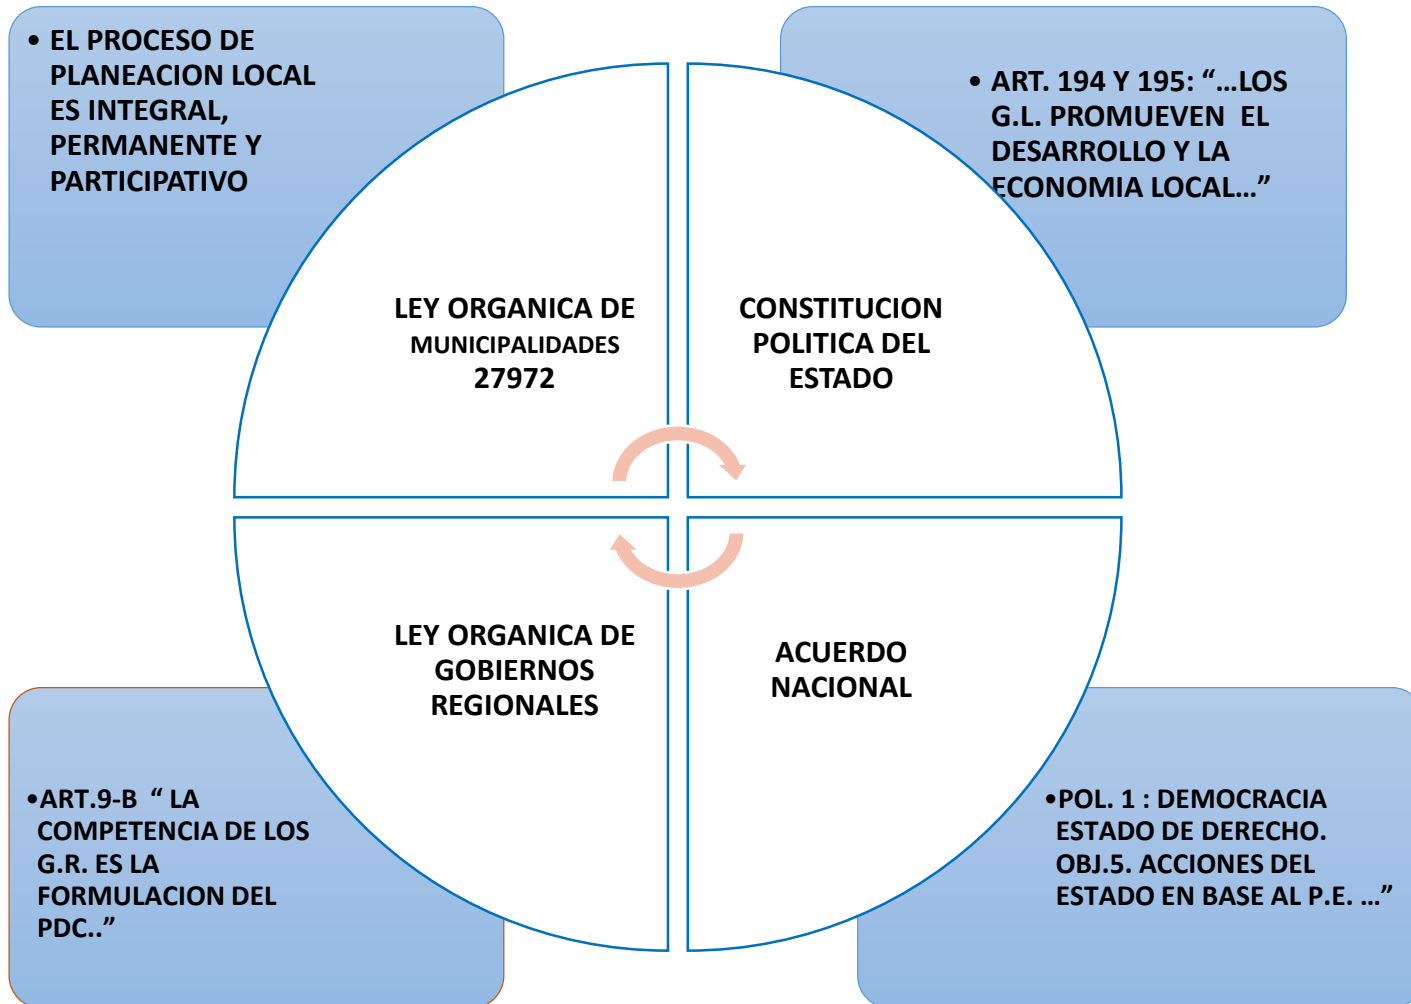 • EL PROCESO DE
PLANEACION LOCAL
ES INTEGRAL,
PERMANENTE Y
PARTICIPATIVO
• ART. 194 Y 195: “...LOS
G.L. PROMUEVEN EL
DESARROLLO Y LA
ECONOMIA LOCAL...”
LEY ORGANICA DE
MUNICIPALIDADES
27972
CONSTITUCION
POLITICA DEL
ESTADO
LEY ORGANICA DE
GOBIERNOS
REGIONALES
ACUERDO
NACIONAL
•ART.9-B “ LA
COMPETENCIA DE LOS
G.R. ES LA
FORMULACION DEL
PDC..”
•POL. 1 : DEMOCRACIA
ESTADO DE DERECHO.
OBJ.5. ACCIONES DEL
ESTADO EN BASE AL P.E. ...”